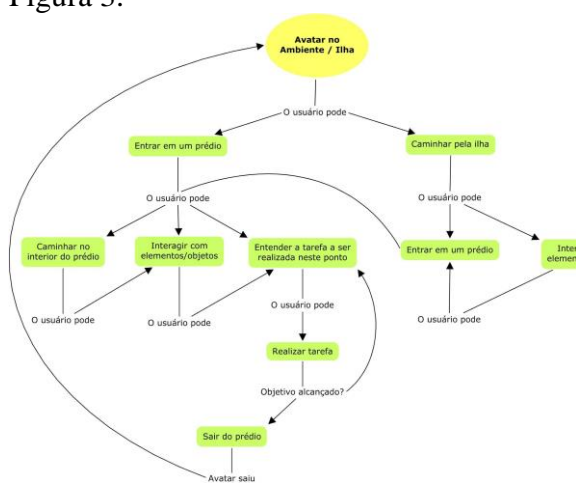 Figura 3.
Avatar no
Ambiente / Ilha
O usuário pode
Entrar em um prédio
Caminhar pela ilha
O usuário pode
O usuário pode
Caminhar no
interior do prédio
Interagir com
elementos/objetos
Entender a tarefa a ser
realizada neste ponto
Entrar em um prédio
O usuário pode
O usuário pode
O usuário pode
O usuário pode
Realizar tarefa
Objetivo alcançado?
Sair do prédio
Avatar saiu